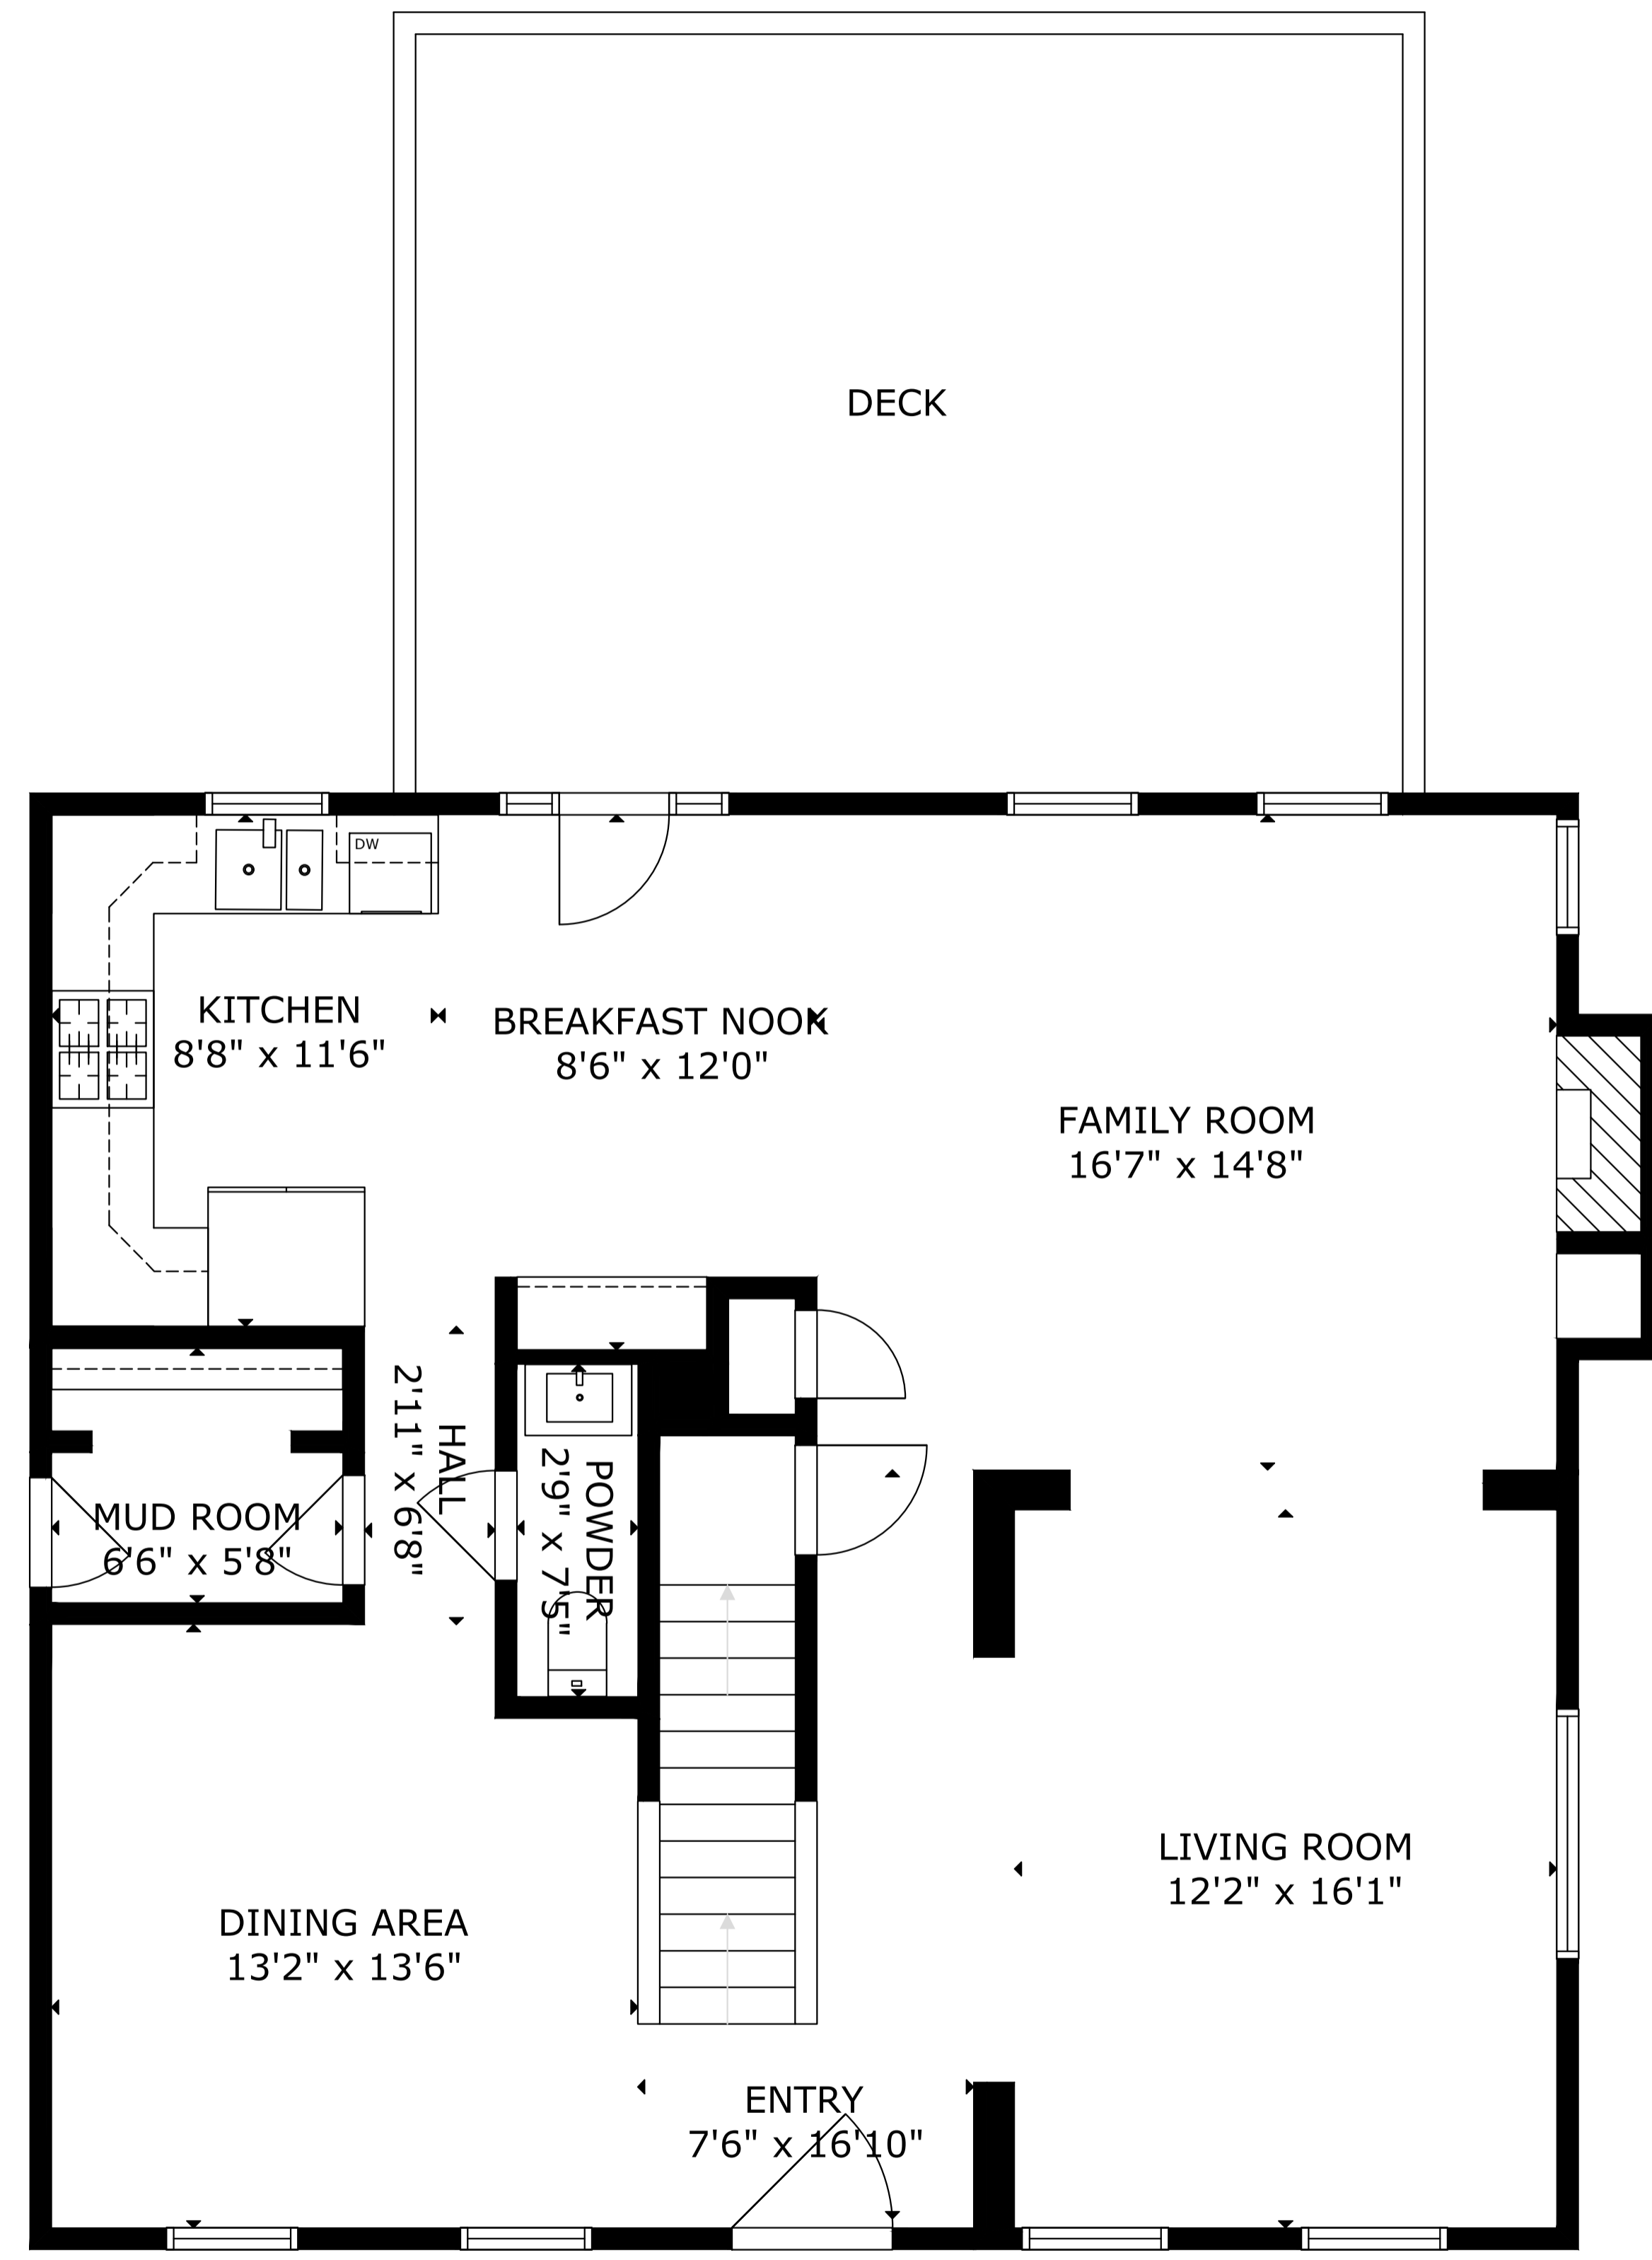 DECK
DW
KITCHEN
8'8" x 11'6"
BREAKFAST NOOK
8'6" x 12'0"
FAMILY ROOM
16'7" x 14'8"
HALL
2'11" x 6'8"
POWDER
2'9" x 7'5"
MUD ROOM
6'6" x 5'8"
LIVING ROOM
12'2" x 16'1"
DINING AREA
13'2" x 13'6"
ENTRY
7'6" x 16'10"